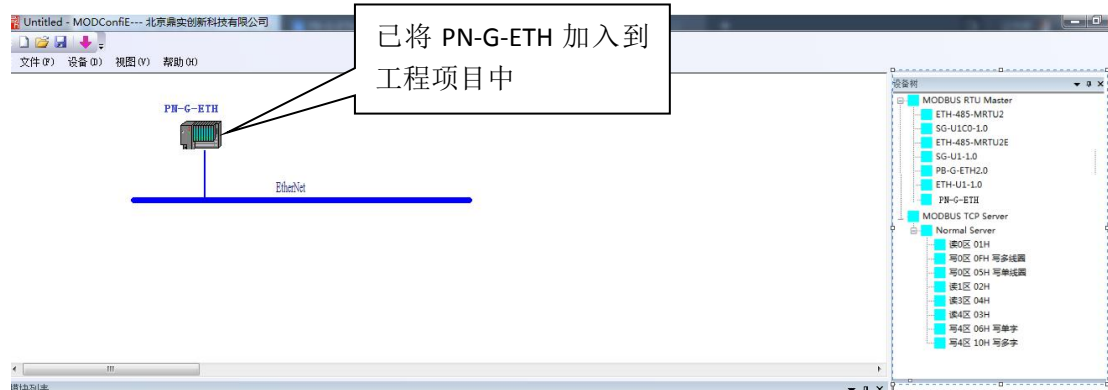 Untitled - MODConfiE--- 北京鼎实创新科技有限公司
文件(F) 设备(D) 视图(V) 帮助(H)
已将 PN-G-ETH 加入到
工程项目中
PN-G-ETH
EtherNet
设备树
MODBUS RTU Master
ETH-485-MRTU2
SG-U1C0-1.0
ETH-485-MRTU2E
SG-U1-1.0
PB-G-ETH2.0
ETH-U1-1.0
PN-G-ETH
MODBUS TCP Server
Normal Server
读0区 01H
写0区 0FH 写多线圈
写0区 05H 写单线圈
读1区 02H
读3区 04H
读4区 03H
写4区 06H 写单字
写4区 10H 写多字
模块列表